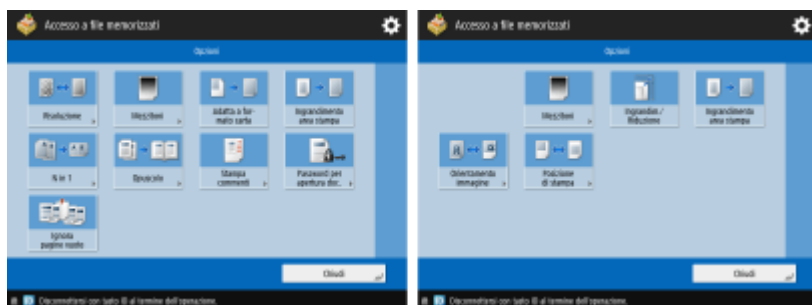 Accesso a file memorizzati
Opzioni
Risoluzione
Mezzitoni
Adatta a for-
mato carta
Ingrandimento
area stampa
N in 1
Opuscolo
Stampa
commenti
Password per
apertura doc.
Ignora
pagine vuote
Chiudi
Disconnettersi con tasto ID al termine dell'operazione.
Accesso a file memorizzati
Opzioni
Mezzitoni
Ingrandim./
Riduzione
Ingrandimento
area stampa
Orientamento
immagine
Posizione
di stampa
Chiudi
Disconnettersi con tasto ID al termine dell'operazione.